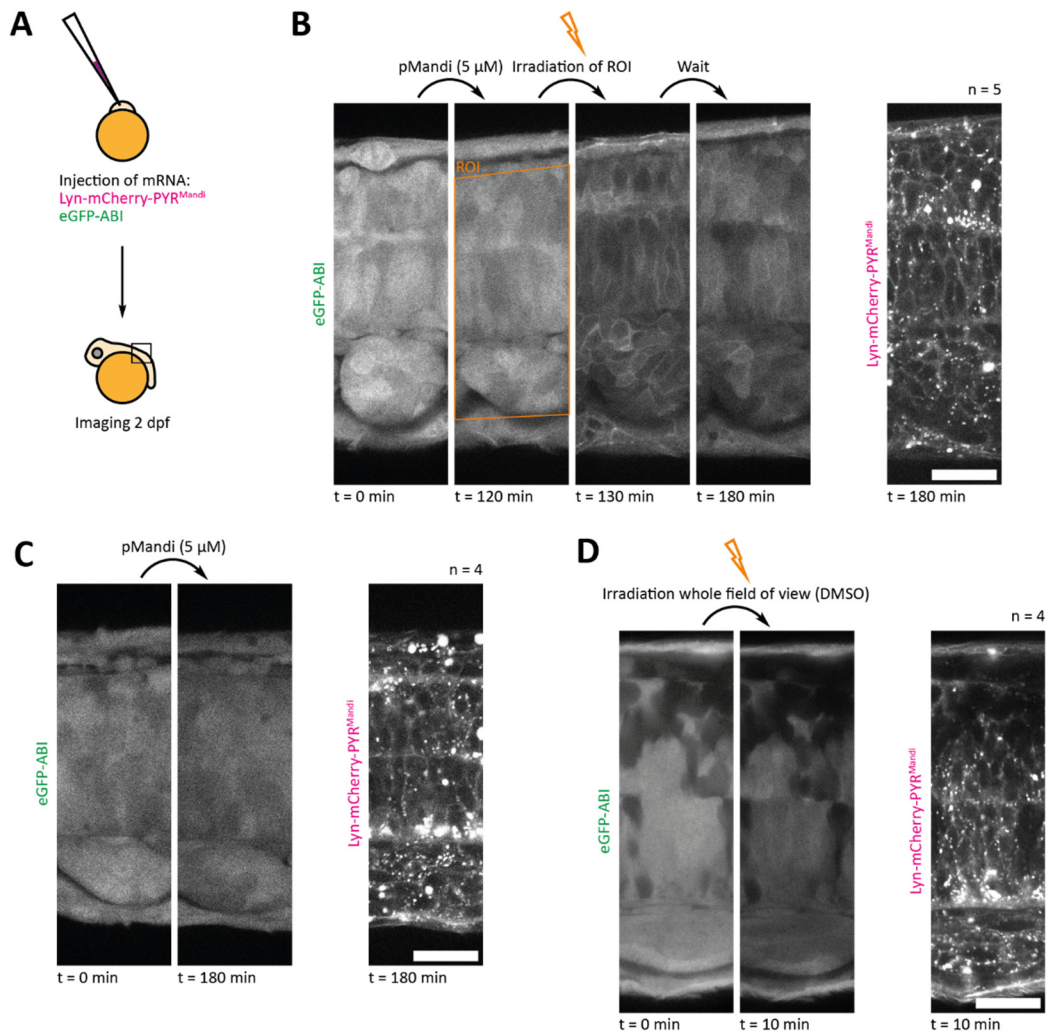 A
Injection of mRNA:
Lyn-mCherry-PYRMandi
eGFP-ABI
Imaging 2 dpf
B
pMandi (5 µM)
Irradiation of ROI
Wait
n = 5
ROI
eGFP-ABI
Lyn-mCherry-PYRMandi
t = 0 min
t = 120 min
t = 130 min
t = 180 min
t = 180 min
C
pMandi (5 µM)
n = 4
eGFP-ABI
Lyn-mCherry-PYRMandi
t = 0 min
t = 180 min
t = 180 min
D
Irradiation whole field of view (DMSO)
n = 4
eGFP-ABI
Lyn-mCherry-PYRMandi
t = 0 min
t = 10 min
t = 10 min